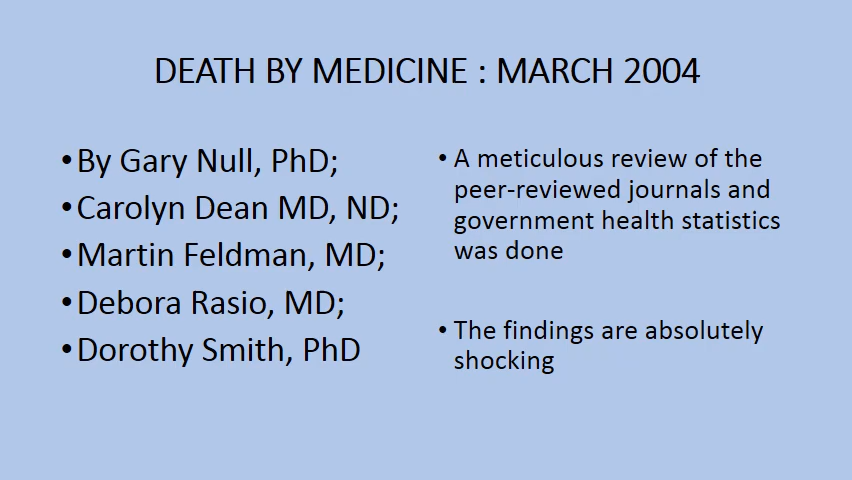 DEATH BY MEDICINE : MARCH 2004
•By Gary Null, PhD;
•Carolyn Dean MD, ND;
•Martin Feldman, MD;
•Debora Rasio, MD;
•Dorothy Smith, PhD
• A meticulous review of the
peer-reviewed journals and
government health statistics
was done
• The findings are absolutely
shocking